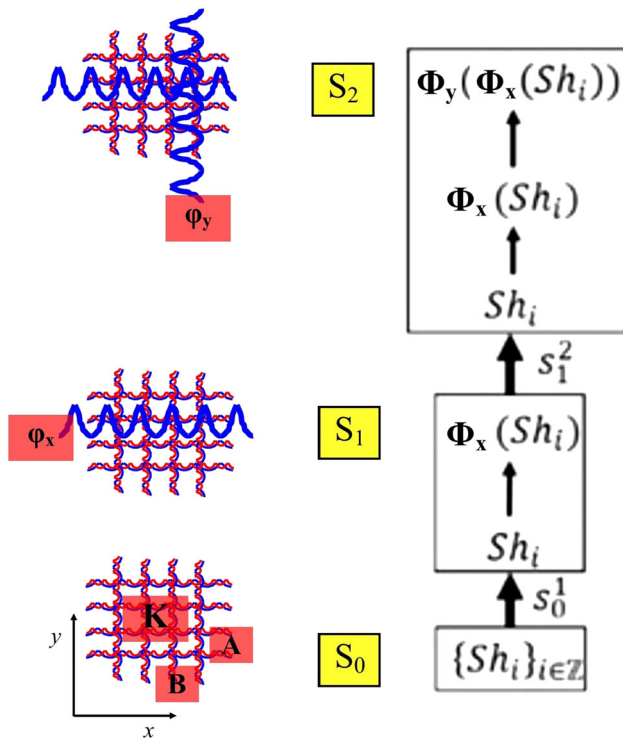 S₂
Φy(Φx(Shᵢ))
Φx(Shᵢ)
Shᵢ
φy
s₁²
φx
S₁
Φx(Shᵢ)
Shᵢ
s₀¹
K
A
B
y
x
S₀
{Shᵢ}ᵢ∈ℤ